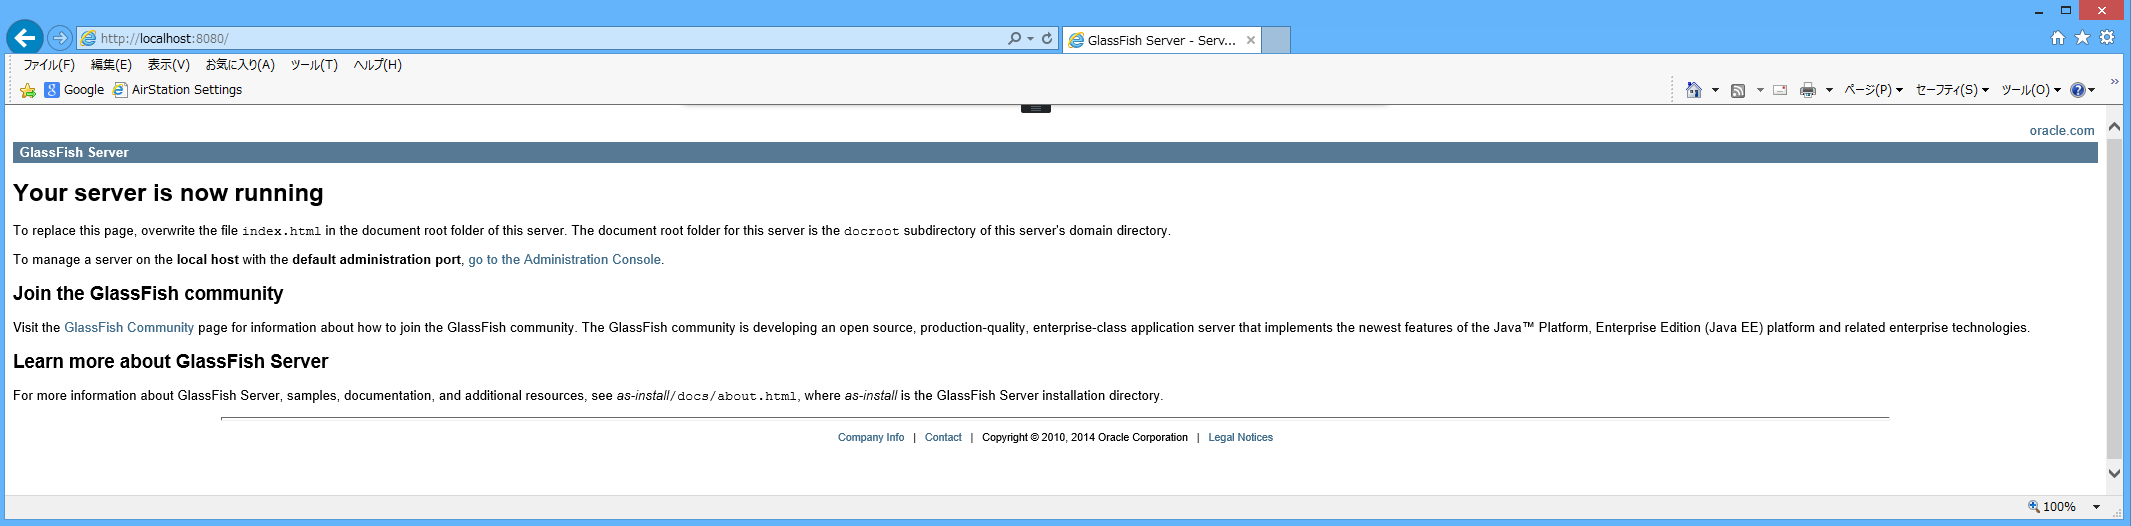 http://localhost:8080/
GlassFish Server - Serv...
ファイル(F) 編集(E) 表示(V) お気に入り(A) ツール(T) ヘルプ(H)
Google AirStation Settings
ページ(P) セーフティ(S) ツール(O)
oracle.com
GlassFish Server
Your server is now running
To replace this page, overwrite the file index.html in the document root folder of this server. The document root folder for this server is the docroot subdirectory of this server's domain directory.
To manage a server on the local host with the default administration port, go to the Administration Console.
Join the GlassFish community
Visit the GlassFish Community page for information about how to join the GlassFish community. The GlassFish community is developing an open source, production-quality, enterprise-class application server that implements the newest features of the Java™ Platform, Enterprise Edition (Java EE) platform and related enterprise technologies.
Learn more about GlassFish Server
For more information about GlassFish Server, samples, documentation, and additional resources, see as-install/docs/about.html, where as-install is the GlassFish Server installation directory.
Company Info | Contact | Copyright © 2010, 2014 Oracle Corporation | Legal Notices
100%